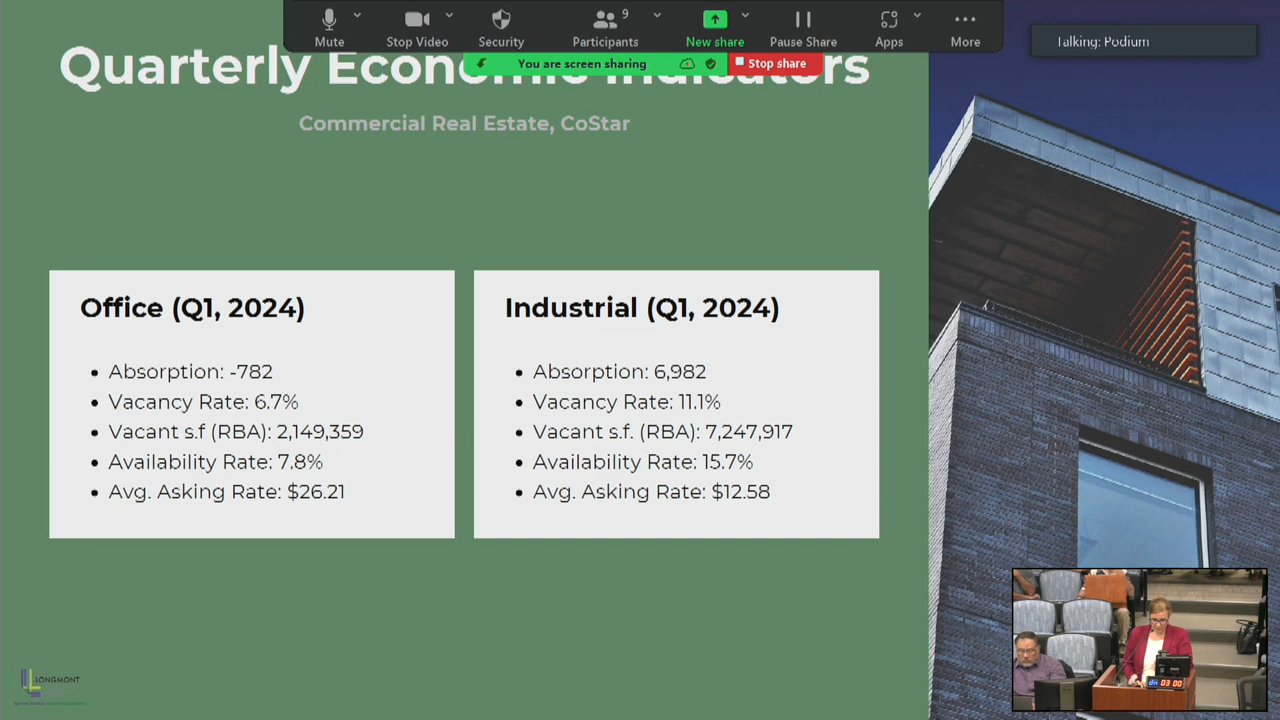 9
Mute
Stop Video
Security
Participants
New share
Pause Share
Apps
More
Talking: Podium
You are screen sharing
Stop share
Quarterly Economic Indicators
Commercial Real Estate, CoStar
Office (Q1, 2024)
• Absorption: -782
• Vacancy Rate: 6.7%
• Vacant s.f (RBA): 2,149,359
• Availability Rate: 7.8%
• Avg. Asking Rate: $26.21
Industrial (Q1, 2024)
• Absorption: 6,982
• Vacancy Rate: 11.1%
• Vacant s.f. (RBA): 7,247,917
• Availability Rate: 15.7%
• Avg. Asking Rate: $12.58
LONGMONT
03 00